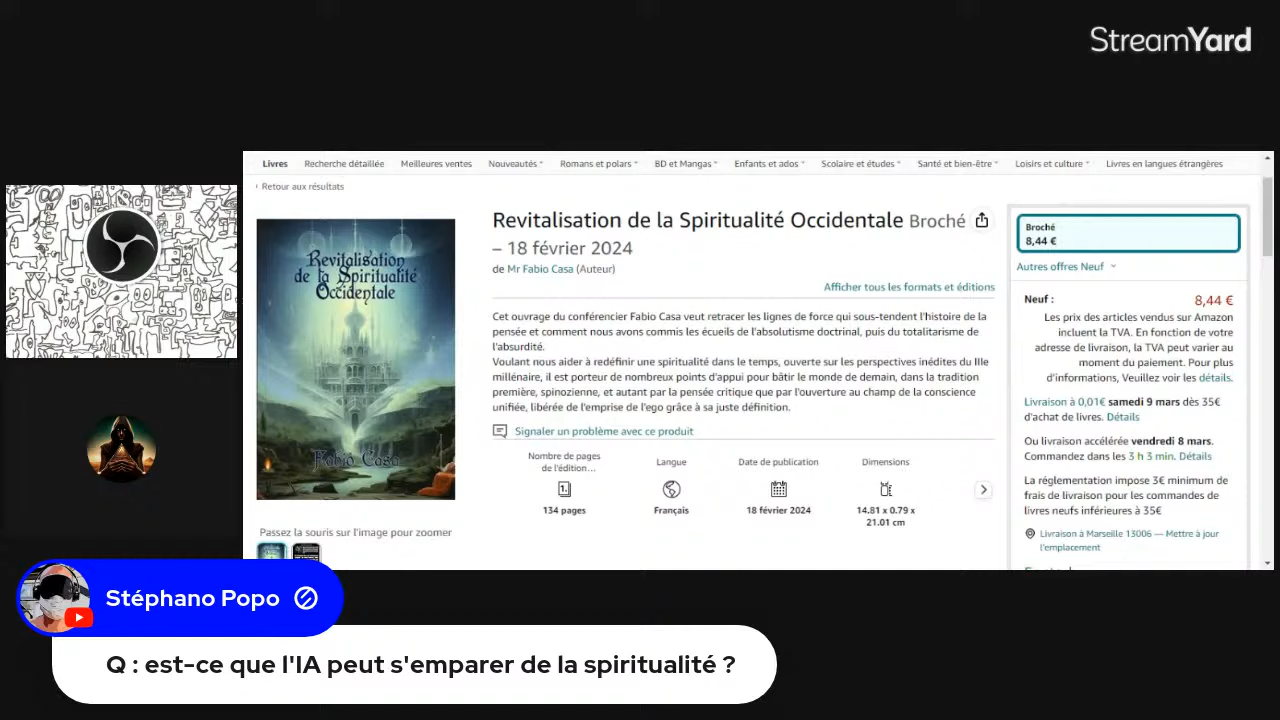 StreamYard
Livres Recherche détaillée Meilleures ventes Nouveautés Romans et polars BD et Mangas Enfants et ados Scolaire et études Santé et bien-être Loisirs et culture Livres en langues étrangères
‹ Retour aux résultats
Revitalisation
de la Spiritualité
Occidentale
Fabio Casa
Passez la souris sur l'image pour zoomer
Revitalisation de la Spiritualité Occidentale Broché
– 18 février 2024
de Mr Fabio Casa (Auteur)
Afficher tous les formats et éditions
Cet ouvrage du conférencier Fabio Casa veut retracer les lignes de force qui sous-tendent l'histoire de la
pensée et comment nous avons commis les écueils de l'absolutisme doctrinal, puis du totalitarisme de
l'absurdité.
Voulant nous aider à redéfinir une spiritualité dans le temps, ouverte sur les perspectives inédites du IIIe
millénaire, il est porteur de nombreux points d'appui pour bâtir le monde de demain, dans la tradition
première, spinozienne, et autant par la pensée critique que par l'ouverture au champ de la conscience
unifiée, libérée de l'emprise de l'ego grâce à sa juste définition.
Signaler un problème avec ce produit
Nombre de pages
de l'édition...
134 pages
Langue
Français
Date de publication
18 février 2024
Dimensions
14.81 x 0.79 x
21.01 cm
Broché
8,44 €
Autres offres Neuf
Neuf : 8,44 €
Les prix des articles vendus sur Amazon
incluent la TVA. En fonction de votre
adresse de livraison, la TVA peut varier au
moment du paiement. Pour plus
d'informations, Veuillez voir les détails.
Livraison à 0,01€ samedi 9 mars dès 35€
d'achat de livres. Détails
Ou livraison accélérée vendredi 8 mars.
Commandez dans les 3 h 3 min. Détails
La réglementation impose 3€ minimum de
frais de livraison pour les commandes de
livres neufs inférieures à 35€
Livraison à Marseille 13006 — Mettre à jour
l'emplacement
Stéphano Popo
Q : est-ce que l'IA peut s'emparer de la spiritualité ?